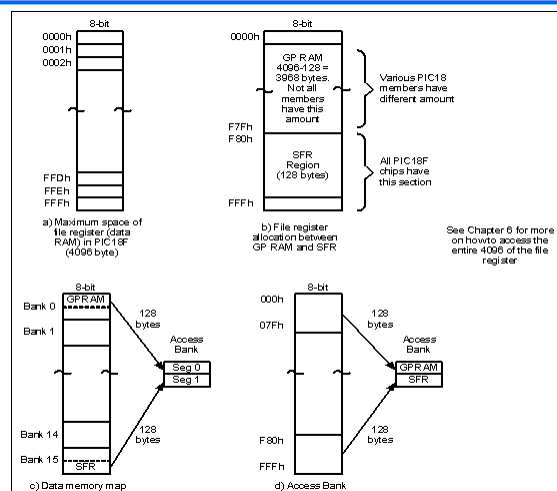 8-bit
0000h
0001h
0002h
FFDh
FFEh
FFFh
a) Maximum space of
file register (data
RAM) in PIC18F
(4096 byte)
8-bit
0000h
GP RAM
4096-128 =
3968 bytes.
Not all
members
have this
amount
F7Fh
F80h
SFR
Region
(128 bytes)
FFFh
Various PIC18
members have
different amount
All PIC18F
chips have
this section
b) File register
allocation between
GP RAM and SFR
See Chapter 6 for more
on how to access the
entire 4096 of the file
register
8-bit
Bank 0
GPRAM
Bank 1
Bank 14
Bank 15
SFR
128
bytes
Access
Bank
Seg 0
Seg 1
128
bytes
c) Data memory map
8-bit
000h
07Fh
F80h
FFFh
128
bytes
Access
Bank
GPRAM
SFR
128
bytes
d) Access Bank